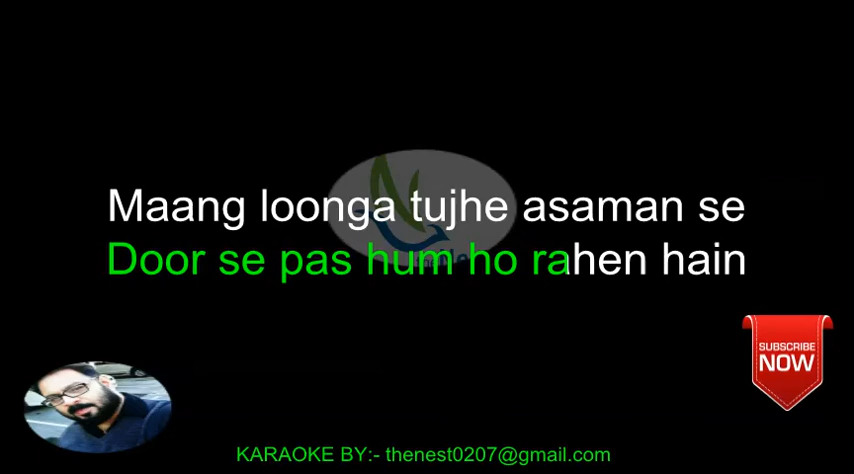 Maang loonga tujhe asaman se
Door se pas hum ho rahen hain
SUBSCRIBE
NOW
KARAOKE BY:- thenest0207@gmail.com